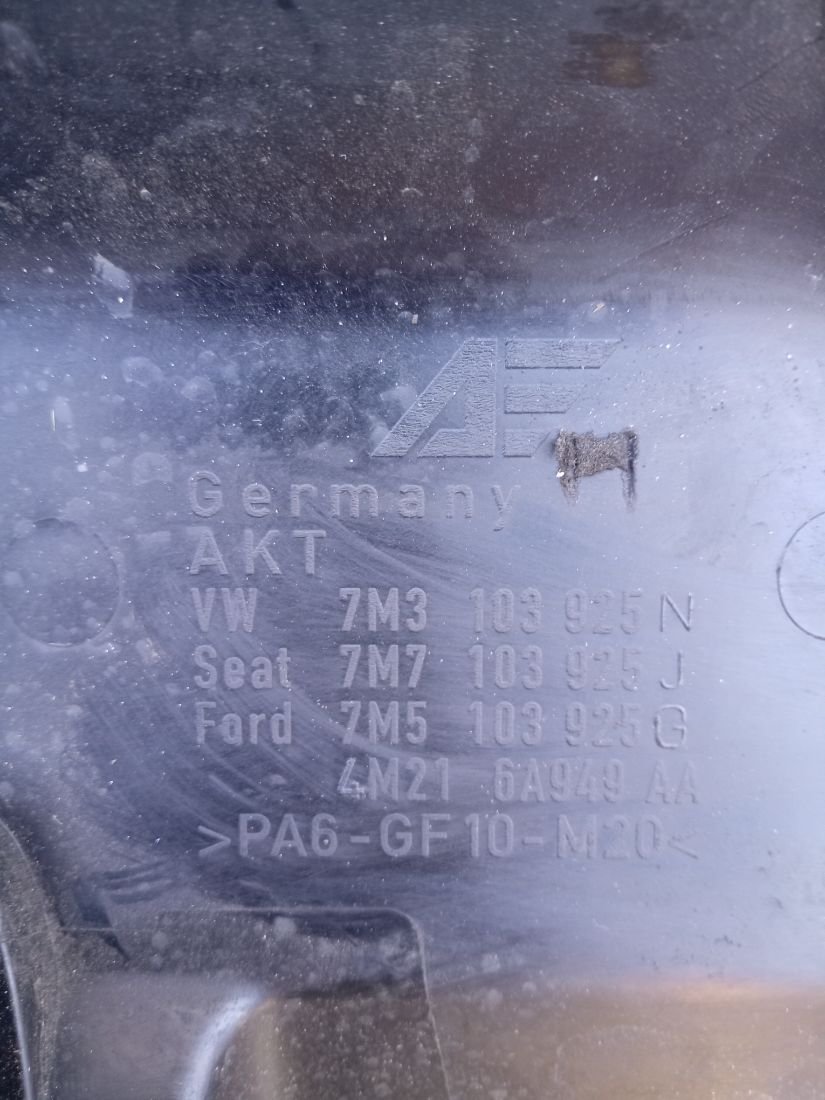 AF
Germany
AKT
VW 7M3 103 925 N
Seat 7M7 103 925 J
Ford 7M5 103 925 G
4M21 6A949 AA
>PA6-GF10-M20<